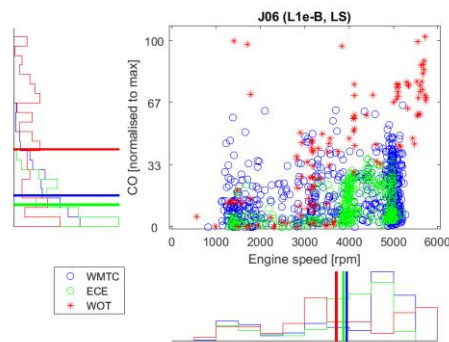 J06 (L1e-B, LS)
100
67
33
0
CO [normalised to max]
0 1000 2000 3000 4000 5000 6000
Engine speed [rpm]
WMTC
ECE
WOT